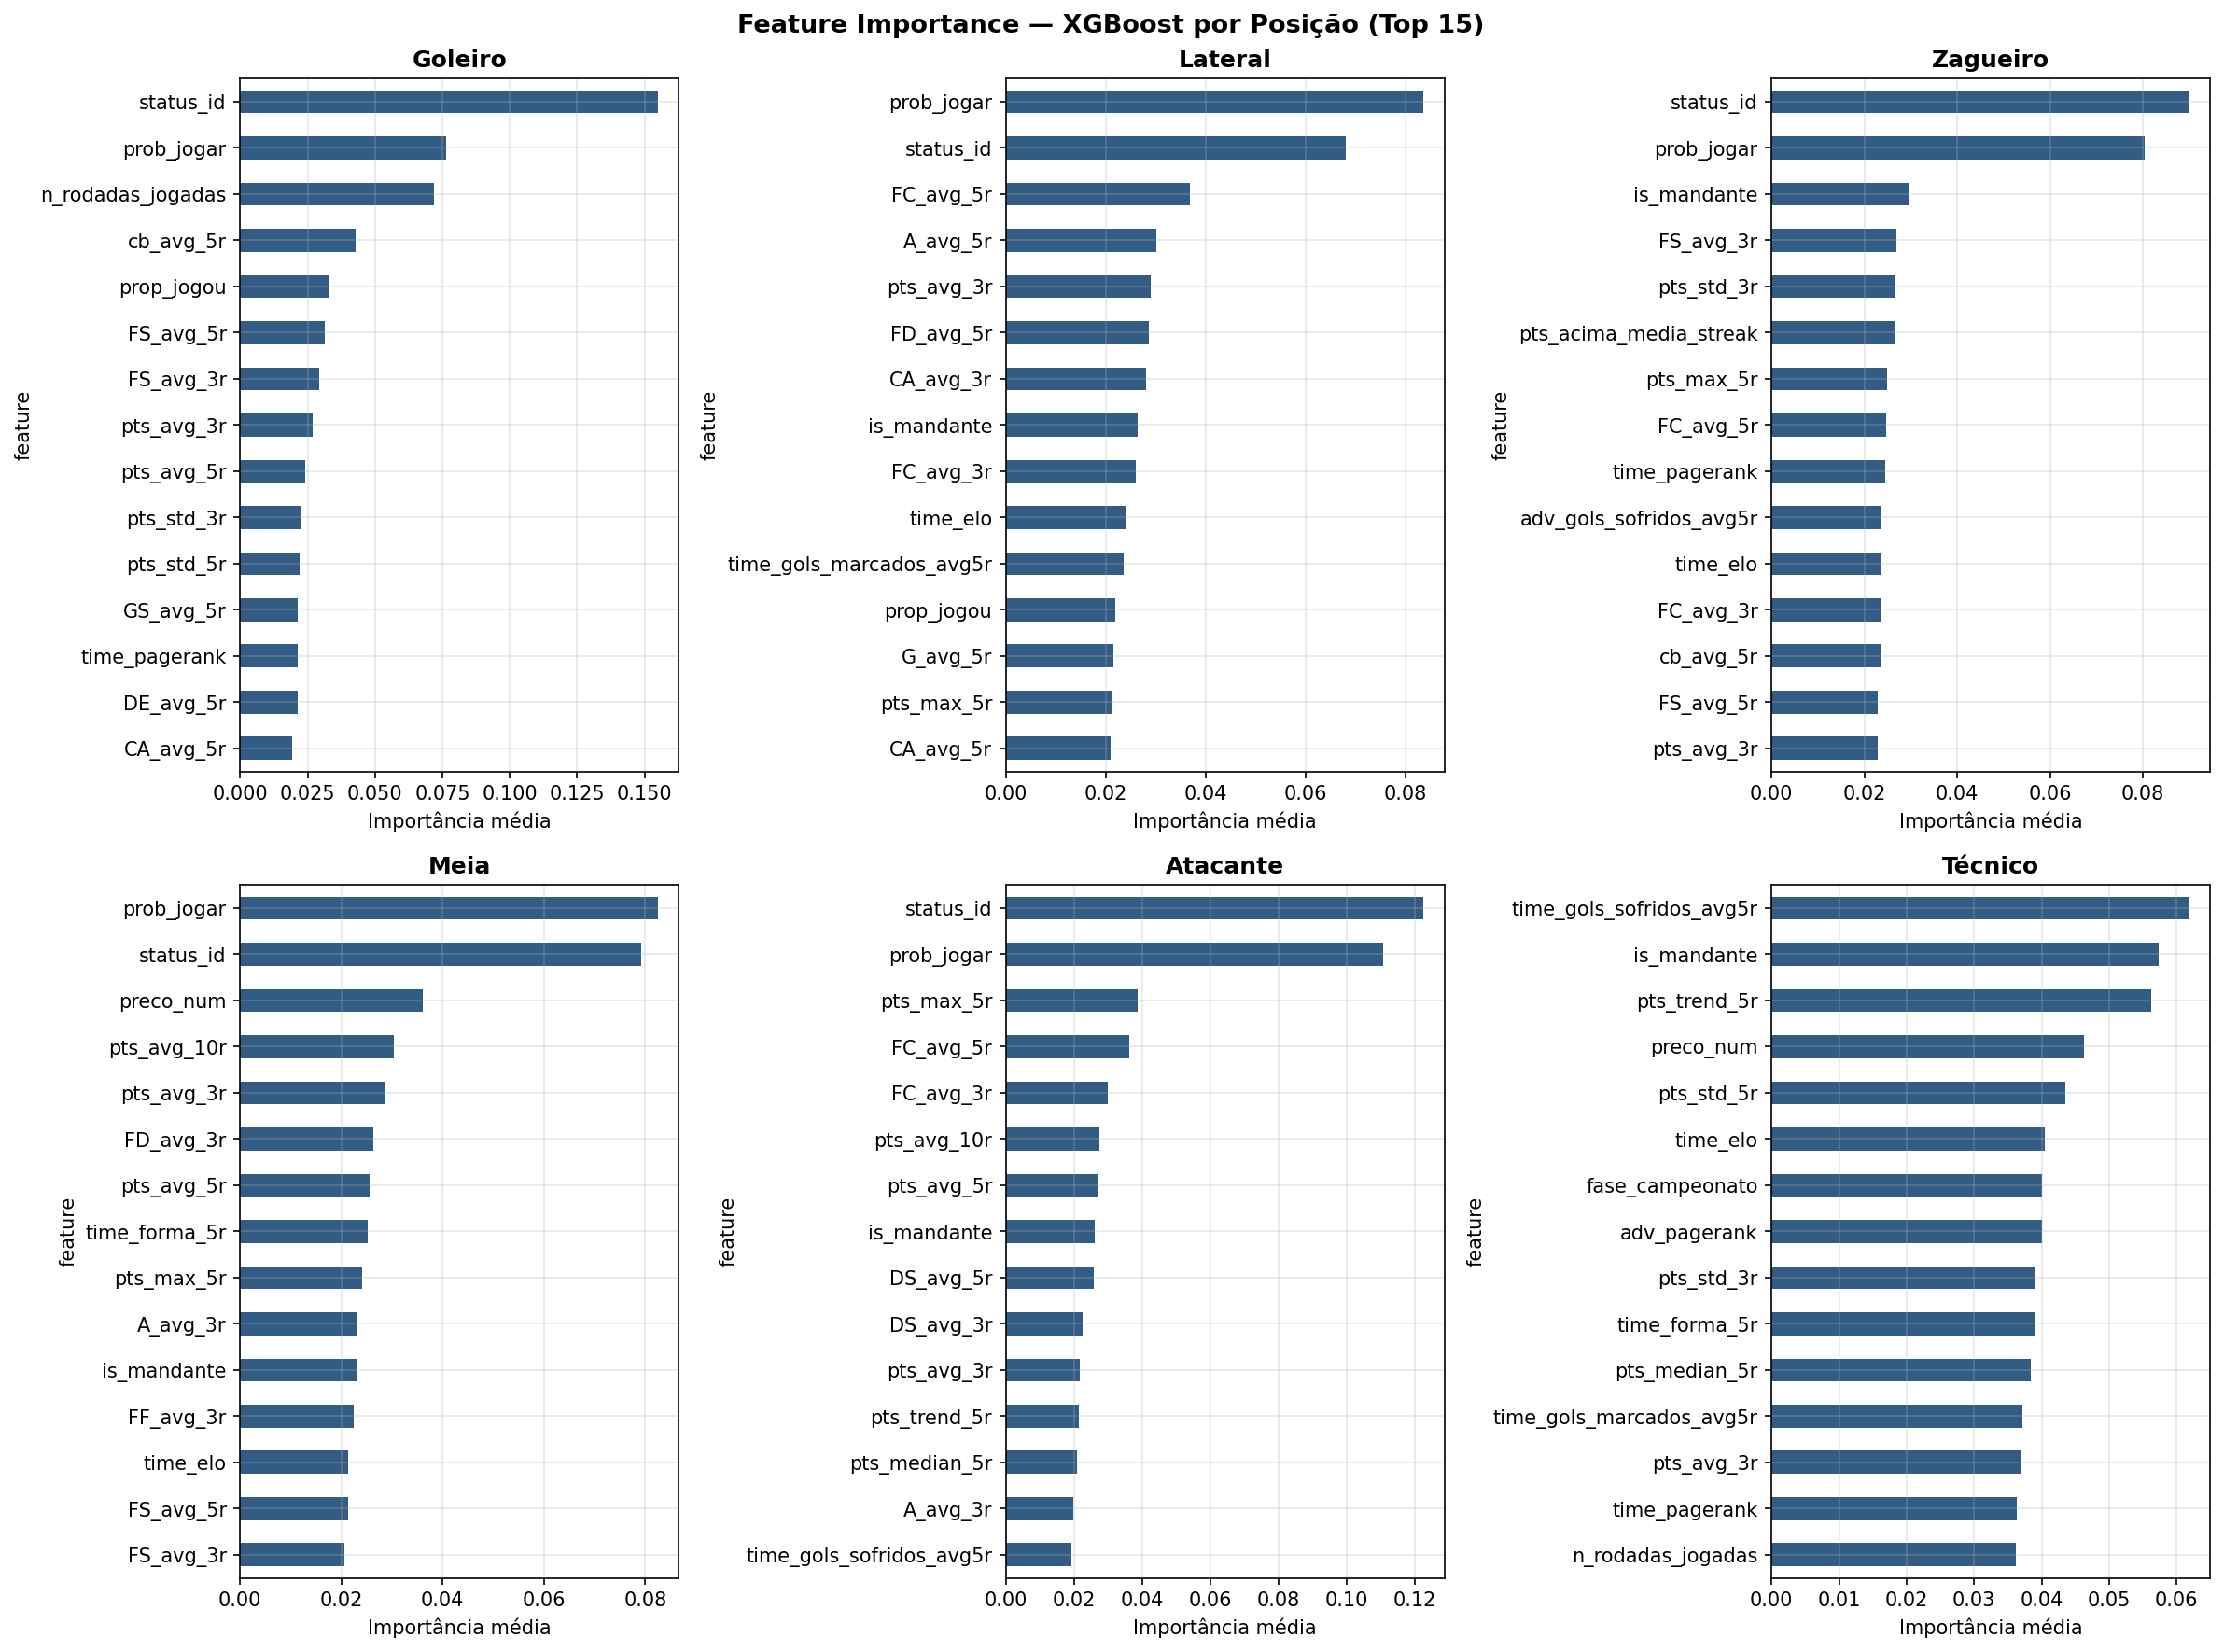 Feature Importance — XGBoost por Posição (Top 15)
Goleiro
status_id
prob_jogar
n_rodadas_jogadas
cb_avg_5r
prop_jogou
FS_avg_5r
FS_avg_3r
pts_avg_3r
pts_avg_5r
pts_std_3r
pts_std_5r
GS_avg_5r
time_pagerank
DE_avg_5r
CA_avg_5r
feature
0.000 0.025 0.050 0.075 0.100 0.125 0.150
Importância média
Lateral
prob_jogar
status_id
FC_avg_5r
A_avg_5r
pts_avg_3r
FD_avg_5r
CA_avg_3r
is_mandante
FC_avg_3r
time_elo
time_gols_marcados_avg5r
prop_jogou
G_avg_5r
pts_max_5r
CA_avg_5r
feature
0.00 0.02 0.04 0.06 0.08
Importância média
Zagueiro
status_id
prob_jogar
is_mandante
FS_avg_3r
pts_std_3r
pts_acima_media_streak
pts_max_5r
FC_avg_5r
time_pagerank
adv_gols_sofridos_avg5r
time_elo
FC_avg_3r
cb_avg_5r
FS_avg_5r
pts_avg_3r
feature
0.00 0.02 0.04 0.06 0.08
Importância média
Meia
prob_jogar
status_id
preco_num
pts_avg_10r
pts_avg_3r
FD_avg_3r
pts_avg_5r
time_forma_5r
pts_max_5r
A_avg_3r
is_mandante
FF_avg_3r
time_elo
FS_avg_5r
FS_avg_3r
feature
0.00 0.02 0.04 0.06 0.08
Importância média
Atacante
status_id
prob_jogar
pts_max_5r
FC_avg_5r
FC_avg_3r
pts_avg_10r
pts_avg_5r
is_mandante
DS_avg_5r
DS_avg_3r
pts_avg_3r
pts_trend_5r
pts_median_5r
A_avg_3r
time_gols_sofridos_avg5r
feature
0.00 0.02 0.04 0.06 0.08 0.10 0.12
Importância média
Técnico
time_gols_sofridos_avg5r
is_mandante
pts_trend_5r
preco_num
pts_std_5r
time_elo
fase_campeonato
adv_pagerank
pts_std_3r
time_forma_5r
pts_median_5r
time_gols_marcados_avg5r
pts_avg_3r
time_pagerank
n_rodadas_jogadas
feature
0.00 0.01 0.02 0.03 0.04 0.05 0.06
Importância média